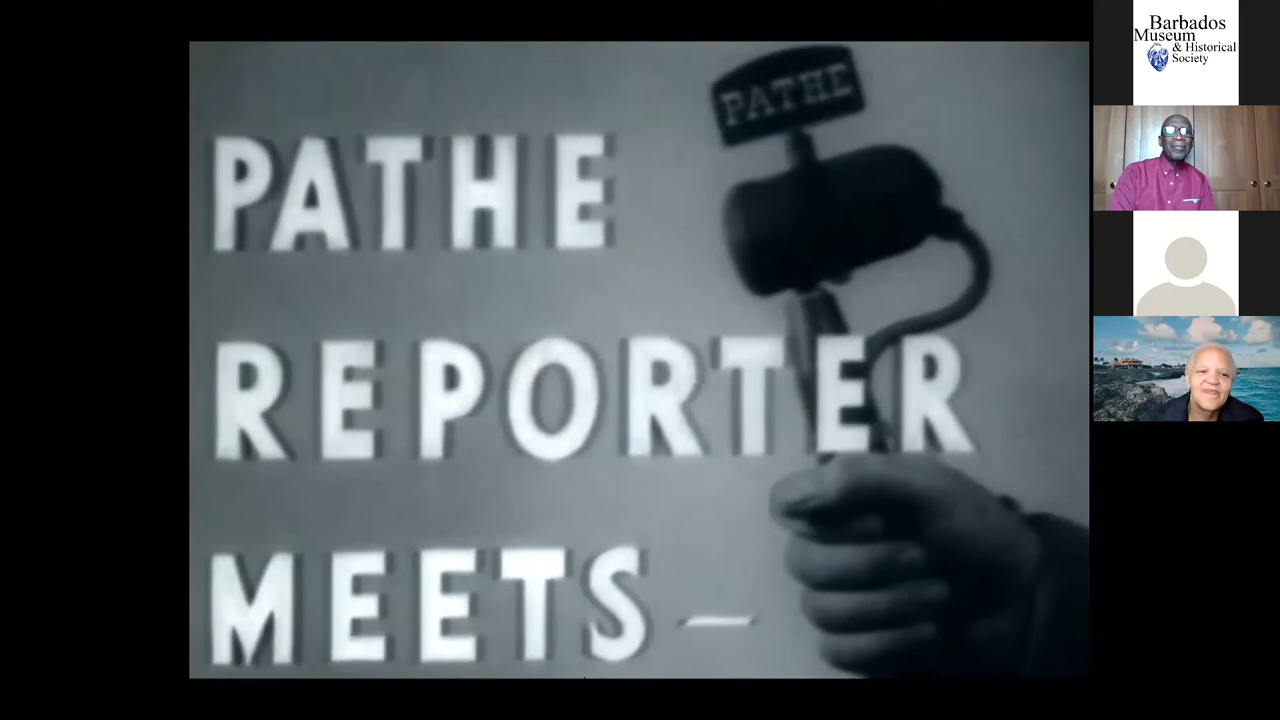 PATHE
PATHE
REPORTER
MEETS—
Barbados
Museum
& Historical
Society